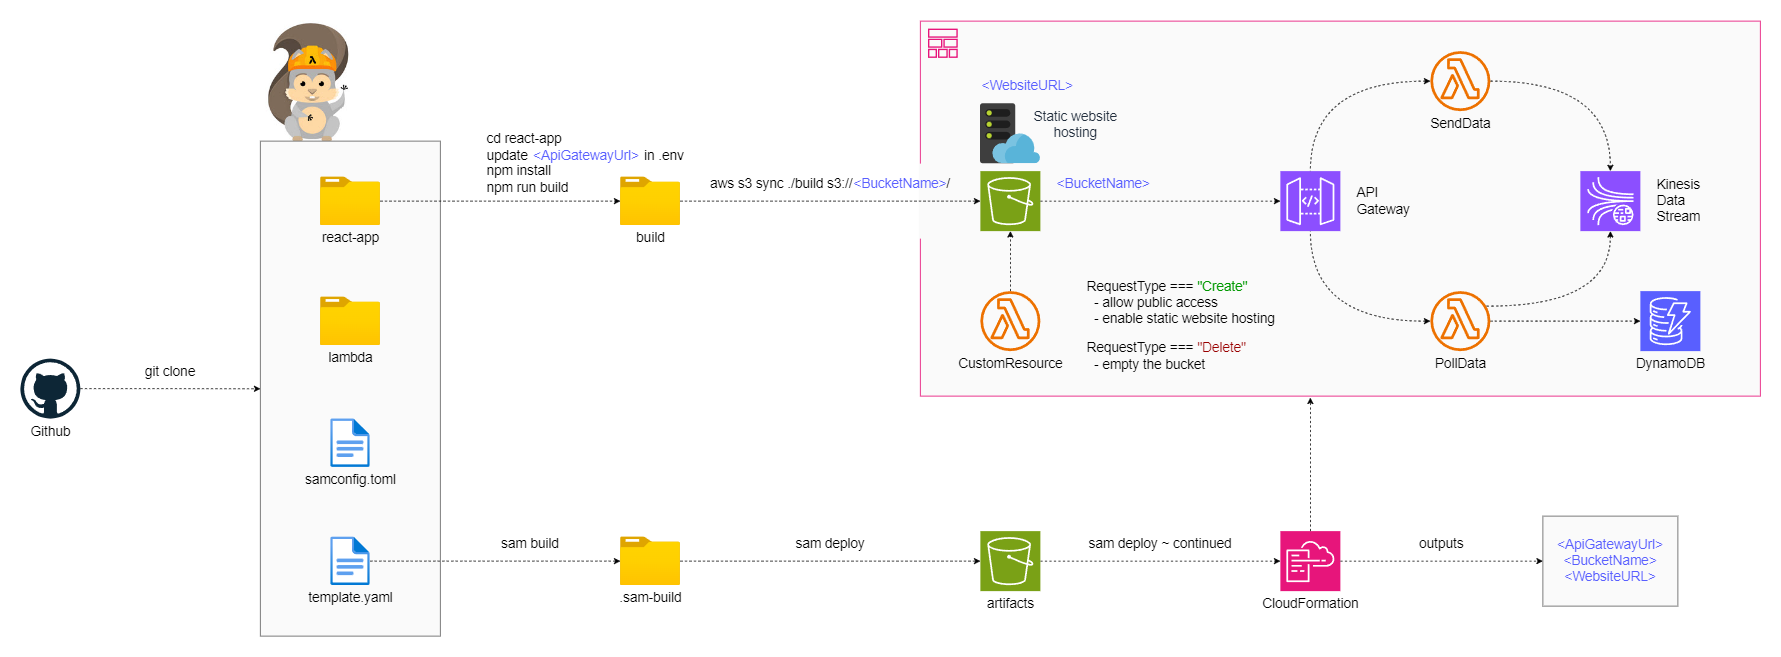 Github
git clone
react-app
lambda
samconfig.toml
template.yaml
cd react-app
update <ApiGatewayUrl> in .env
npm install
npm run build
build
aws s3 sync ./build s3://<BucketName>/
<WebsiteURL>
Static website
hosting
<BucketName>
CustomResource
RequestType === "Create"
- allow public access
- enable static website hosting
RequestType === "Delete"
- empty the bucket
API
Gateway
SendData
Kinesis
Data
Stream
PollData
DynamoDB
sam build
.sam-build
sam deploy
artifacts
sam deploy ~ continued
CloudFormation
outputs
<ApiGatewayUrl>
<BucketName>
<WebsiteURL>